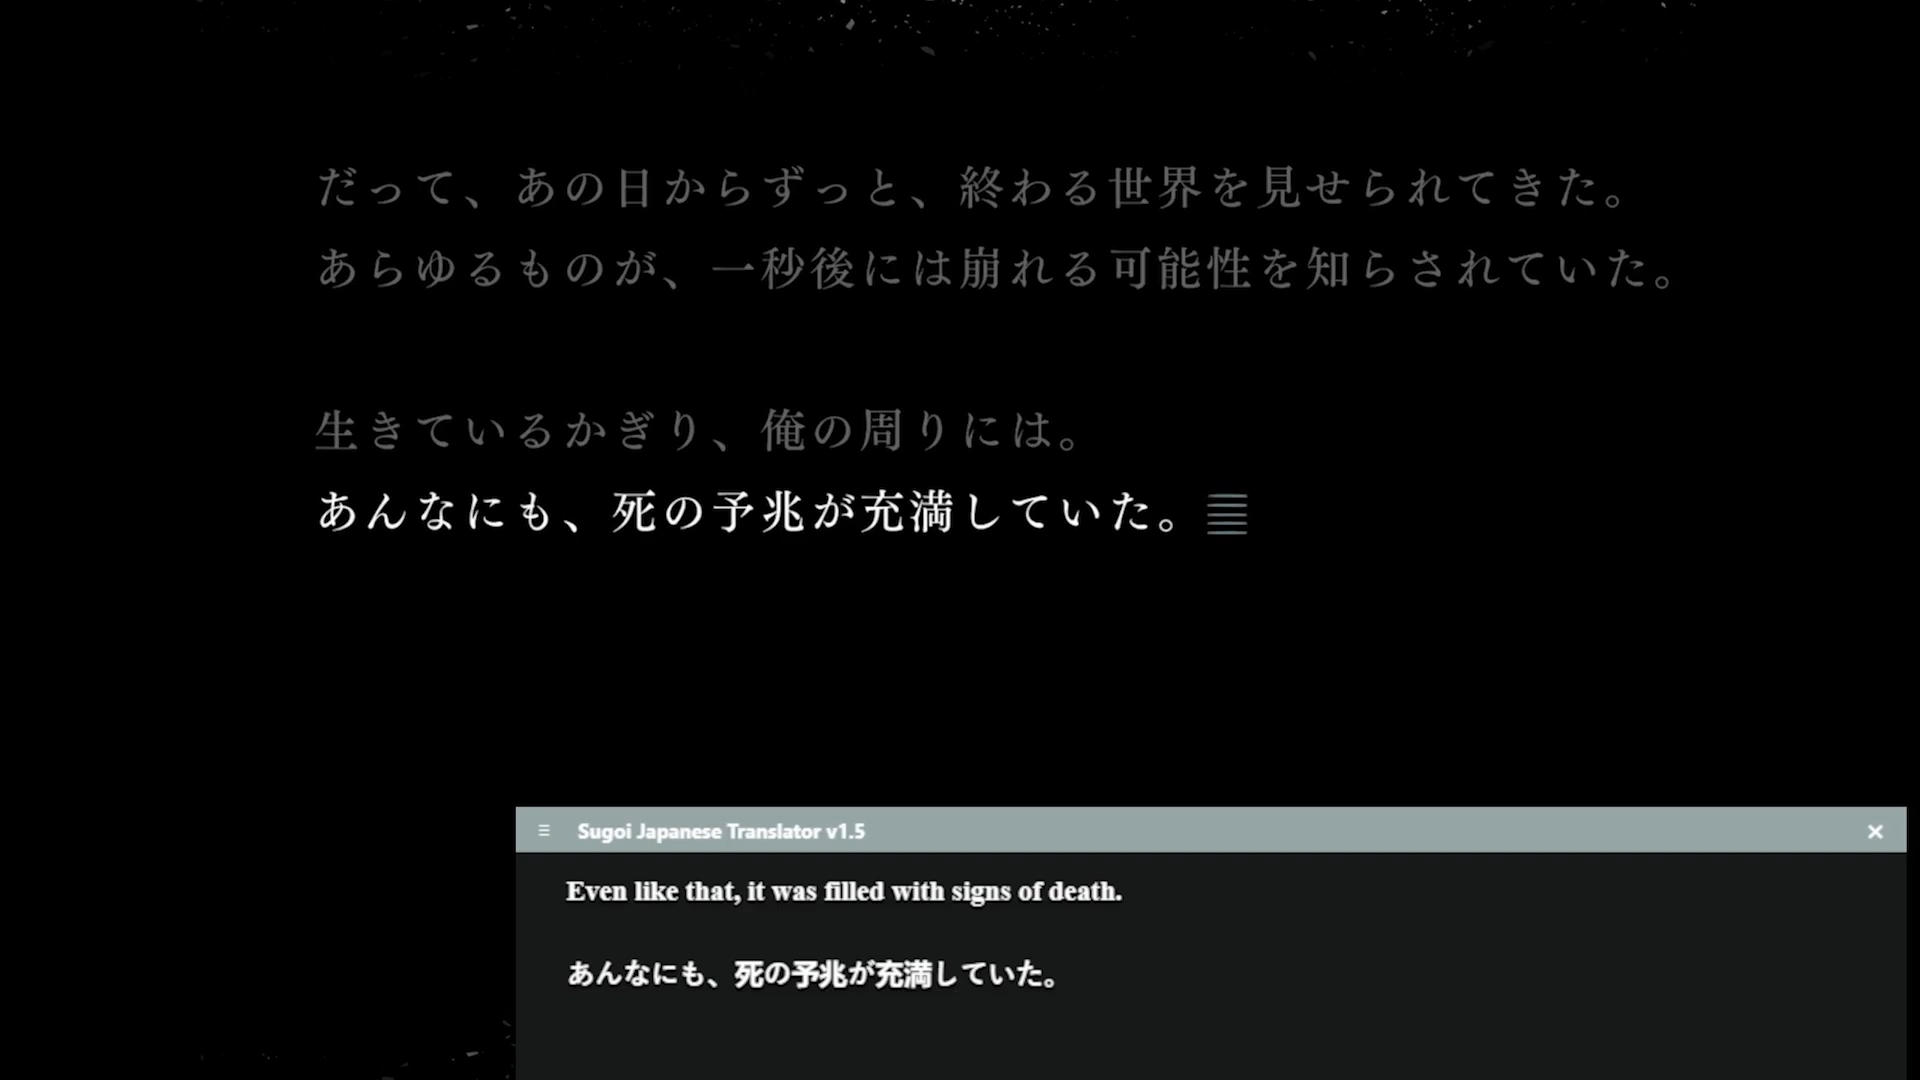 だって、あの日からずっと、終わる世界を見せられてきた。
あらゆるものが、一秒後には崩れる可能性を知らされていた。
生きているかぎり、俺の周りには。
あんなにも、死の予兆が充満していた。
Sugoi Japanese Translator v1.5
Even like that, it was filled with signs of death.
あんなにも、死の予兆が充満していた。